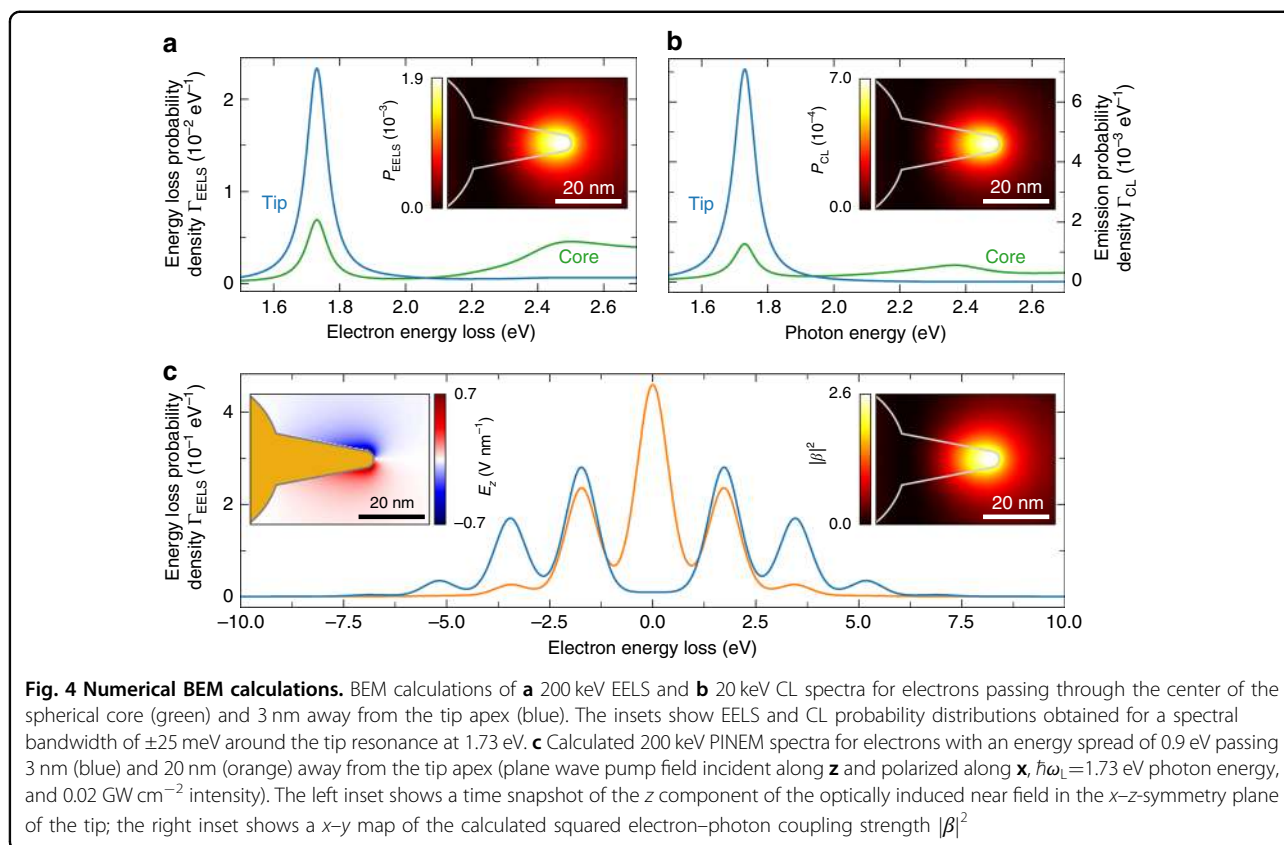 a
Energy loss probability
density Γ_EELS (10⁻² eV⁻¹)
2
1
0
Tip
Core
1.9
P_EELS (10⁻³)
0.0
20 nm
1.6 1.8 2.0 2.2 2.4 2.6
Electron energy loss (eV)
b
7.0
P_CL (10⁻⁴)
0.0
20 nm
Tip
Core
6
5
4
3
2
1
0
Emission probability
density Γ_CL (10⁻³ eV⁻¹)
1.6 1.8 2.0 2.2 2.4 2.6
Photon energy (eV)
c
Energy loss probability
density Γ_EELS (10⁻¹ eV⁻¹)
4
2
0
0.7
E_z (V nm⁻¹)
−0.7
20 nm
2.6
|β|²
0.0
20 nm
−10.0 −7.5 −5.0 −2.5 0.0 2.5 5.0 7.5 10.0
Electron energy loss (eV)
Fig. 4 Numerical BEM calculations. BEM calculations of a 200 keV EELS and b 20 keV CL spectra for electrons passing through the center of the
spherical core (green) and 3 nm away from the tip apex (blue). The insets show EELS and CL probability distributions obtained for a spectral
bandwidth of ±25 meV around the tip resonance at 1.73 eV. c Calculated 200 keV PINEM spectra for electrons with an energy spread of 0.9 eV passing
3 nm (blue) and 20 nm (orange) away from the tip apex (plane wave pump field incident along z and polarized along x, ℏω_L=1.73 eV photon energy,
and 0.02 GW cm⁻² intensity). The left inset shows a time snapshot of the z component of the optically induced near field in the x–z-symmetry plane
of the tip; the right inset shows a x–y map of the calculated squared electron–photon coupling strength |β|²